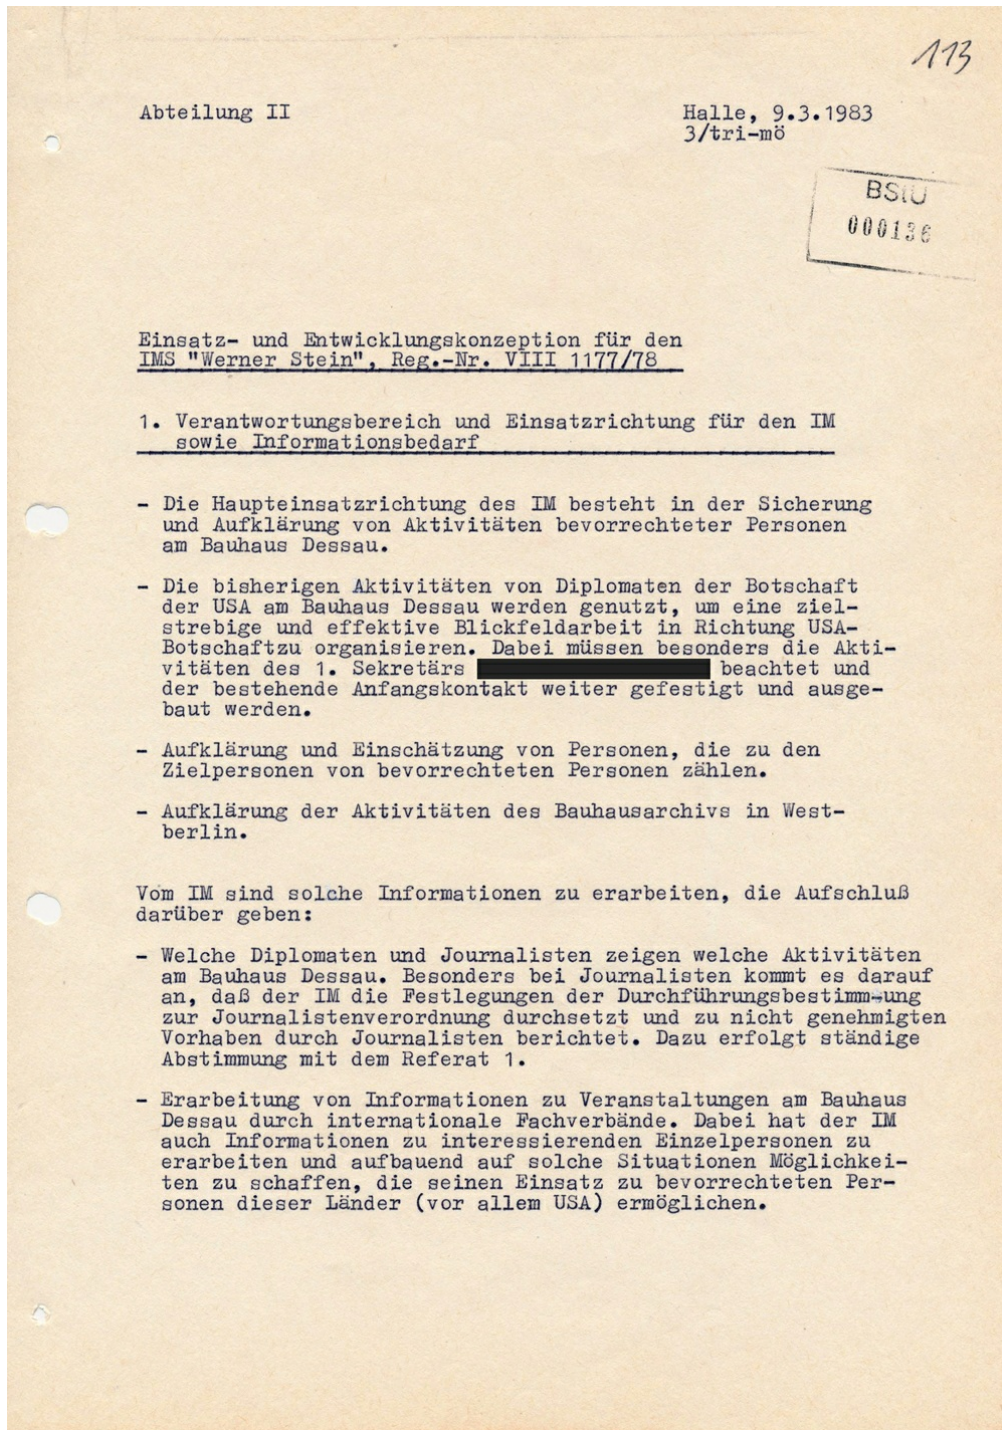 113
Abteilung II
Halle, 9.3.1983
3/tri-mö
BStU
000136
Einsatz- und Entwicklungskonzeption für den
IMS "Werner Stein", Reg.-Nr. VIII 1177/78
1. Verantwortungsbereich und Einsatzrichtung für den IM
sowie Informationsbedarf
- Die Haupteinsatzrichtung des IM besteht in der Sicherung
und Aufklärung von Aktivitäten bevorrechteter Personen
am Bauhaus Dessau.
- Die bisherigen Aktivitäten von Diplomaten der Botschaft
der USA am Bauhaus Dessau werden genutzt, um eine ziel-
strebige und effektive Blickfeldarbeit in Richtung USA-
Botschaftzu organisieren. Dabei müssen besonders die Akti-
vitäten des 1. Sekretärs beachtet und
der bestehende Anfangskontakt weiter gefestigt und ausge-
baut werden.
- Aufklärung und Einschätzung von Personen, die zu den
Zielpersonen von bevorrechteten Personen zählen.
- Aufklärung der Aktivitäten des Bauhausarchivs in West-
berlin.
Vom IM sind solche Informationen zu erarbeiten, die Aufschluß
darüber geben:
- Welche Diplomaten und Journalisten zeigen welche Aktivitäten
am Bauhaus Dessau. Besonders bei Journalisten kommt es darauf
an, daß der IM die Festlegungen der Durchführungsbestimm-ung
zur Journalistenverordnung durchsetzt und zu nicht genehmigten
Vorhaben durch Journalisten berichtet. Dazu erfolgt ständige
Abstimmung mit dem Referat 1.
- Erarbeitung von Informationen zu Veranstaltungen am Bauhaus
Dessau durch internationale Fachverbände. Dabei hat der IM
auch Informationen zu interessierenden Einzelpersonen zu
erarbeiten und aufbauend auf solche Situationen Möglichkei-
ten zu schaffen, die seinen Einsatz zu bevorrechteten Per-
sonen dieser Länder (vor allem USA) ermöglichen.